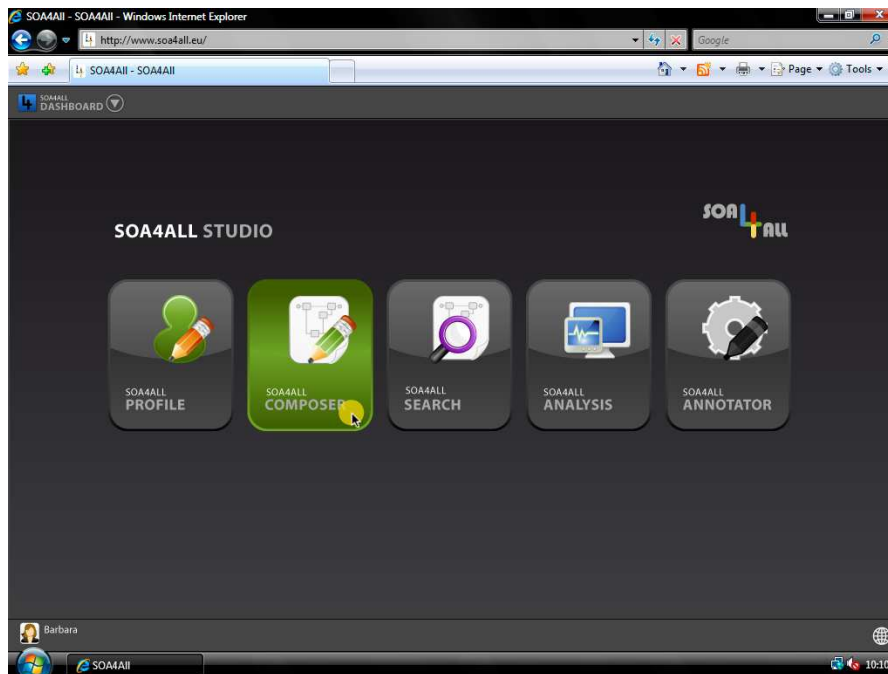 SOA4All - SOA4All - Windows Internet Explorer
http://www.soa4all.eu/
Google
SOA4All - SOA4All
Page
Tools
SOA4ALL
DASHBOARD
SOA4ALL STUDIO
SOA 4 ALL
SOA4ALL
PROFILE
SOA4ALL
COMPOSER
SOA4ALL
SEARCH
SOA4ALL
ANALYSIS
SOA4ALL
ANNOTATOR
Barbara
SOA4All
10:10